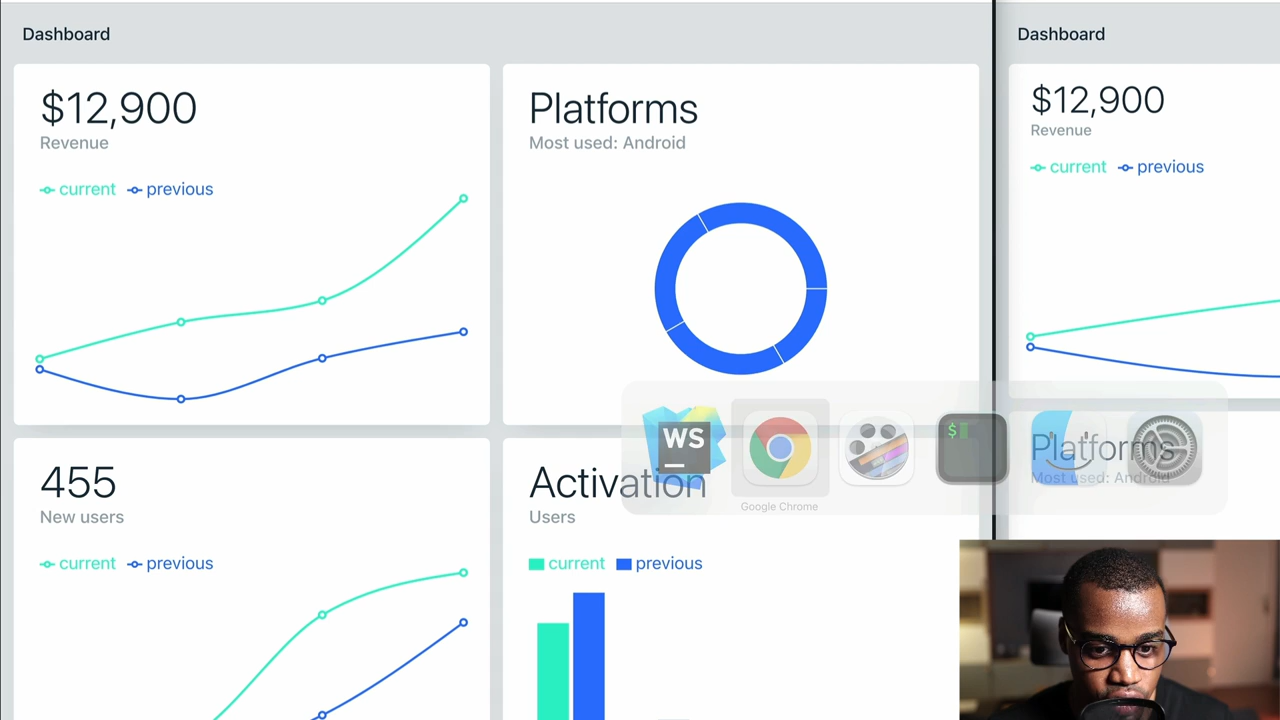 Dashboard
$12,900
Revenue
current previous
Platforms
Most used: Android
455
New users
current previous
Activation
Users
current previous
Dashboard
$12,900
Revenue
current previous
Platforms
Most used: Android
WS
$
Google Chrome